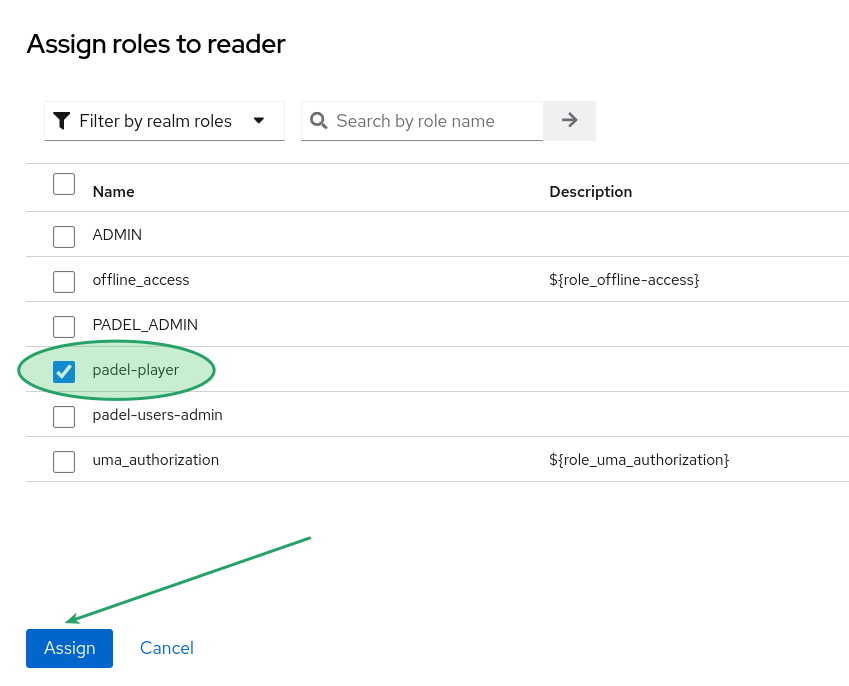 Assign roles to reader
Filter by realm roles Search by role name
Name Description
ADMIN
offline_access ${role_offline-access}
PADEL_ADMIN
padel-player
padel-users-admin
uma_authorization ${role_uma_authorization}
Assign Cancel